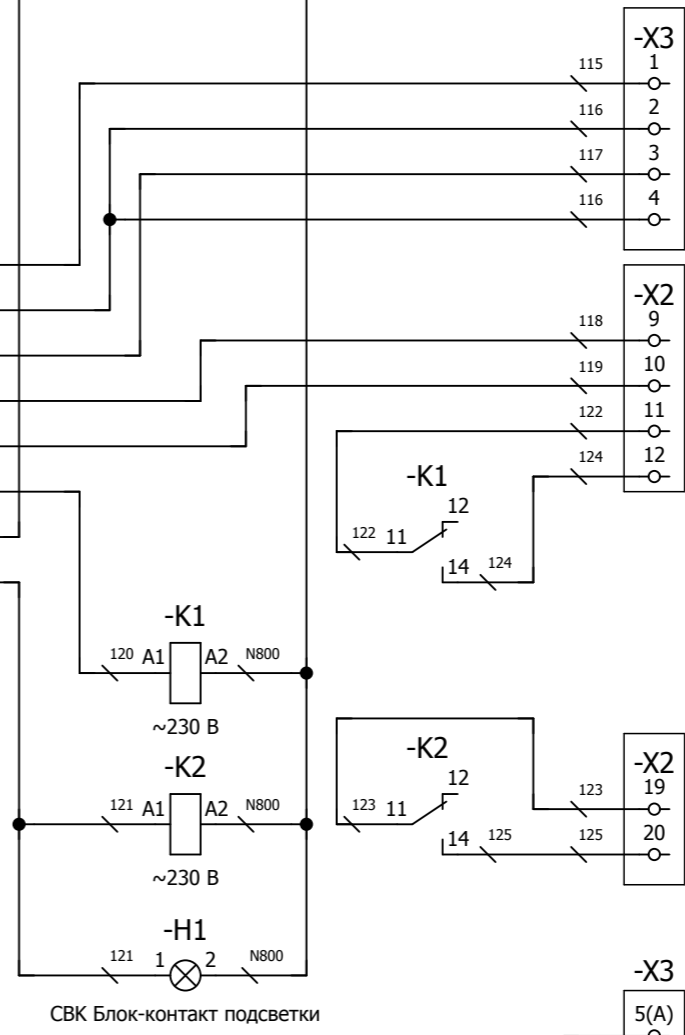 -X3
115 1
116 2
117 3
116 4
-X2
118 9
119 10
122 11
124 12
-K1
12
122 11
14 124
-K1
120 A1 A2 N800
~230 В
-K2
121 A1 A2 N800
~230 В
-K2
12
123 11
14 125
-X2
123 19
125 20
-H1
121 1 2 N800
СВК Блок-контакт подсветки
-X3
5(A)